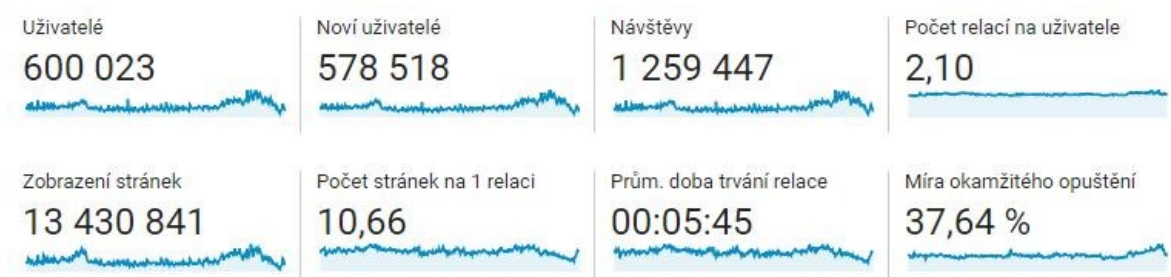 Uživatelé
600 023
Noví uživatelé
578 518
Návštěvy
1 259 447
Počet relací na uživatele
2,10
Zobrazení stránek
13 430 841
Počet stránek na 1 relaci
10,66
Prům. doba trvání relace
00:05:45
Míra okamžitého opuštění
37,64 %